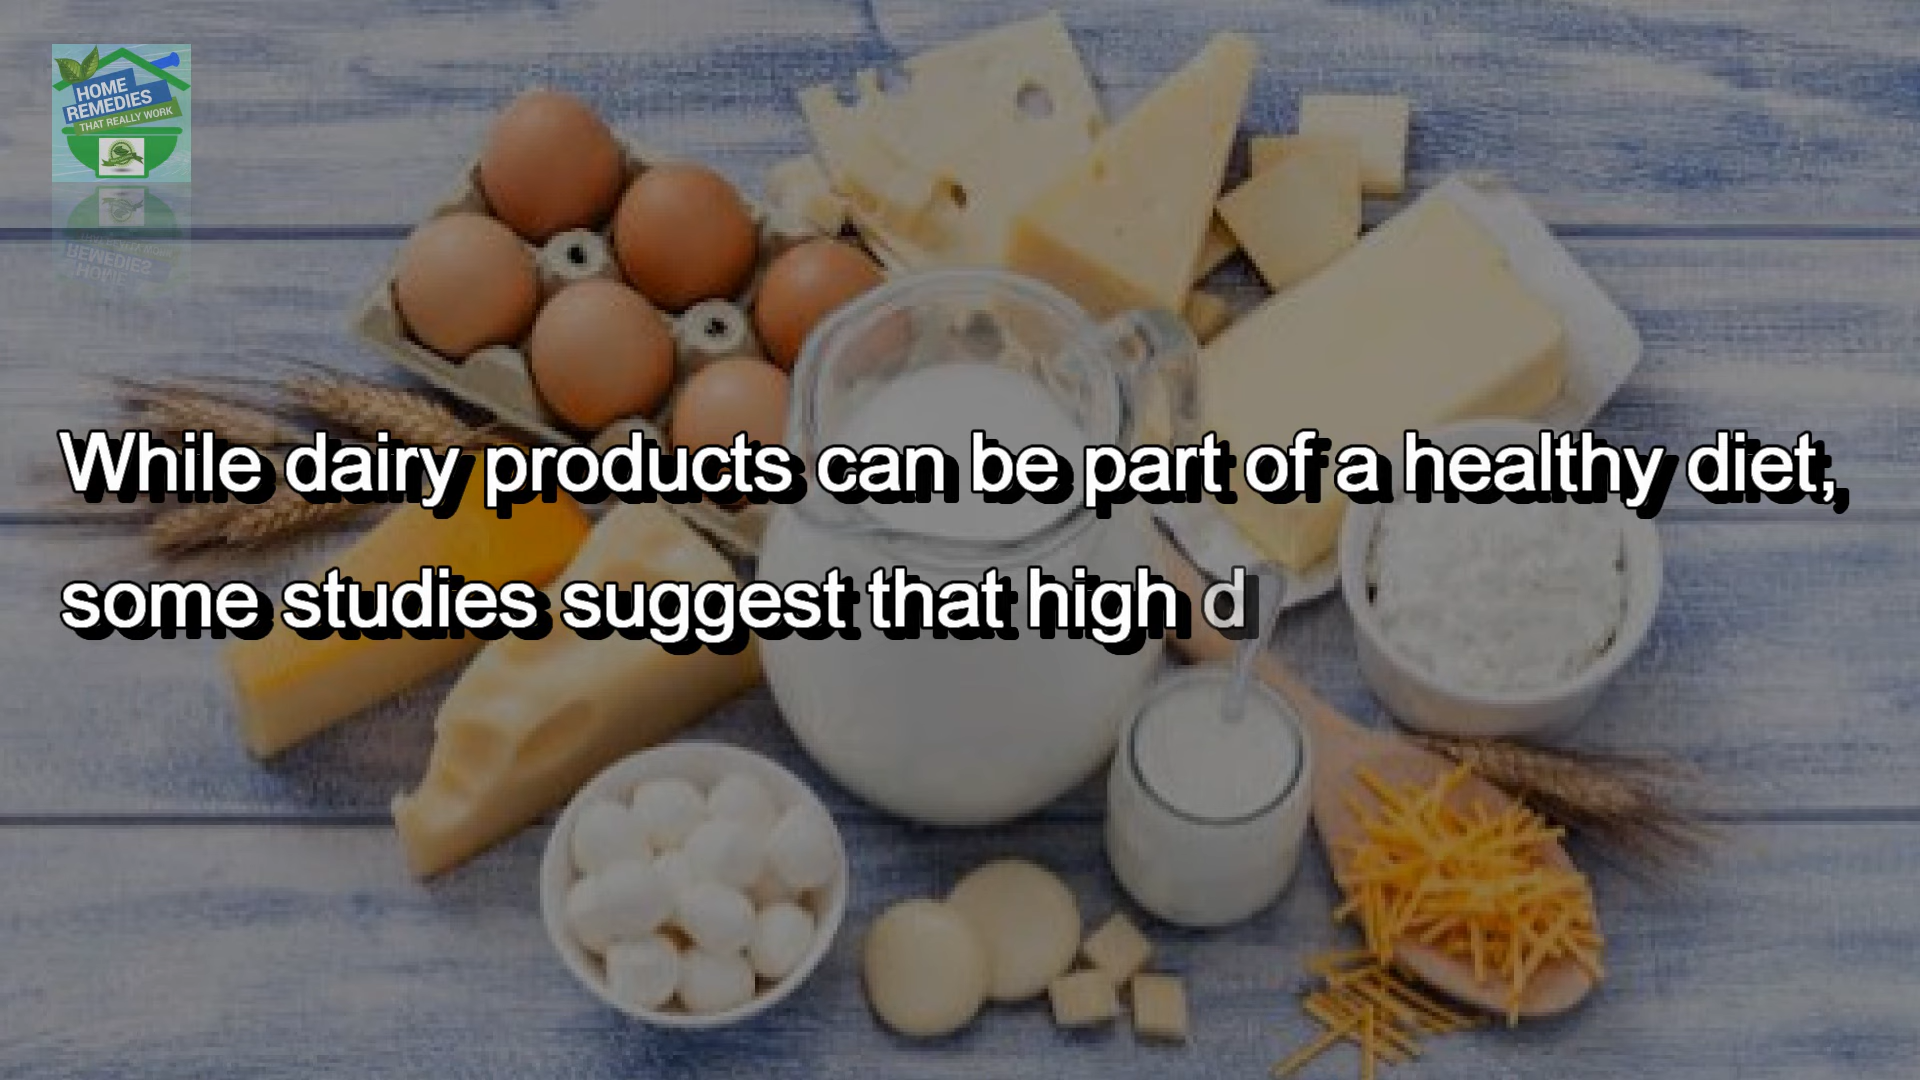 HOME
REMEDIES
THAT REALLY WORK
While dairy products can be part of a healthy diet,
some studies suggest that high d